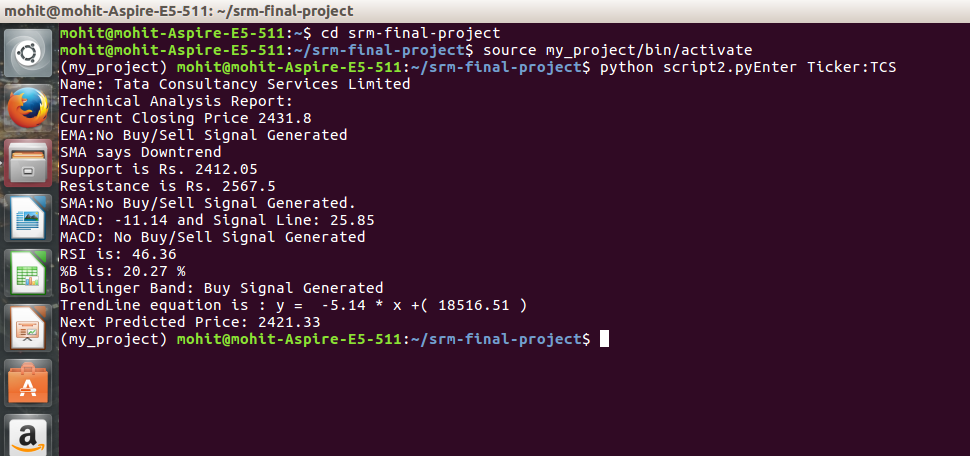 mohit@mohit-Aspire-E5-511: ~/srm-final-project
mohit@mohit-Aspire-E5-511:~$ cd srm-final-project
mohit@mohit-Aspire-E5-511:~/srm-final-project$ source my_project/bin/activate
(my_project) mohit@mohit-Aspire-E5-511:~/srm-final-project$ python script2.pyEnter Ticker:TCS
Name: Tata Consultancy Services Limited
Technical Analysis Report:
Current Closing Price 2431.8
EMA:No Buy/Sell Signal Generated
SMA says Downtrend
Support is Rs. 2412.05
Resistance is Rs. 2567.5
SMA:No Buy/Sell Signal Generated.
MACD: -11.14 and Signal Line: 25.85
MACD: No Buy/Sell Signal Generated
RSI is: 46.36
%B is: 20.27 %
Bollinger Band: Buy Signal Generated
TrendLine equation is : y =  -5.14 * x +( 18516.51 )
Next Predicted Price: 2421.33
(my_project) mohit@mohit-Aspire-E5-511:~/srm-final-project$